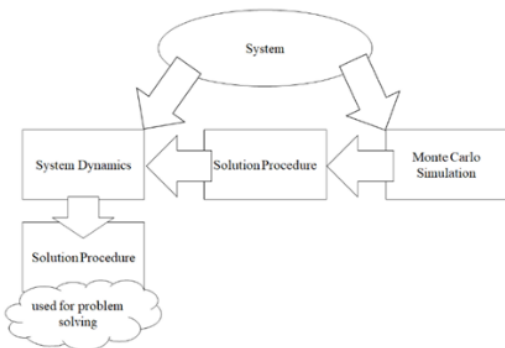 System
System Dynamics
Solution Procedure
Monte Carlo
Simulation
Solution Procedure
used for problem
solving